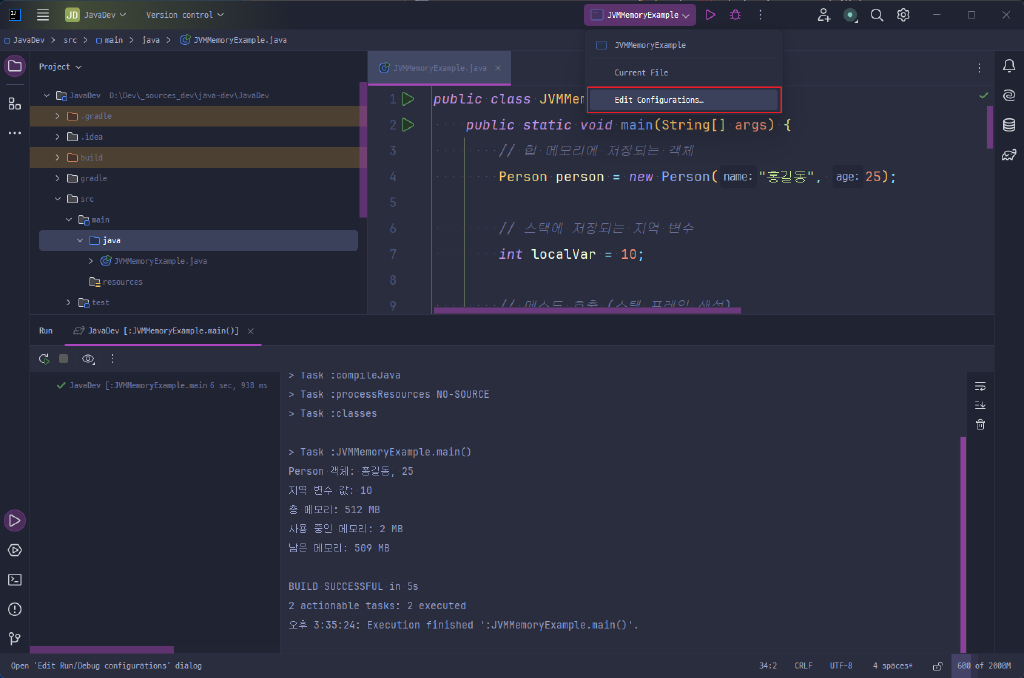 JD JavaDev Version control JVMMemoryExample
JavaDev > src > main > java > JVMMemoryExample.java
JVMMemoryExample
Current File
Edit Configurations…
Project
JavaDev D:\Dev\_sources_dev\java-dev\JavaDev
.gradle
.idea
build
gradle
src
main
java
JVMMemoryExample.java
resources
test
JVMMemoryExample.java
1 public class JVMMe
2 public static void main(String[] args) {
3 // 힙 메모리에 저장되는 객체
4 Person person = new Person( name: "홍길동", age: 25);
5
6 // 스택에 저장되는 지역 변수
7 int localVar = 10;
8
9 // 메소드 호출 (스택 프레임 생성)
Run JavaDev [:JVMMemoryExample.main()]
JavaDev [:JVMMemoryExample.main 6 sec, 938 ms
> Task :compileJava
> Task :processResources NO-SOURCE
> Task :classes
> Task :JVMMemoryExample.main()
Person 객체: 홍길동, 25
지역 변수 값: 10
총 메모리: 512 MB
사용 중인 메모리: 2 MB
남은 메모리: 509 MB
BUILD SUCCESSFUL in 5s
2 actionable tasks: 2 executed
오후 3:35:24: Execution finished ':JVMMemoryExample.main()'.
Open 'Edit Run/Debug configurations' dialog 34:2 CRLF UTF-8 4 spaces* 600 of 2000M